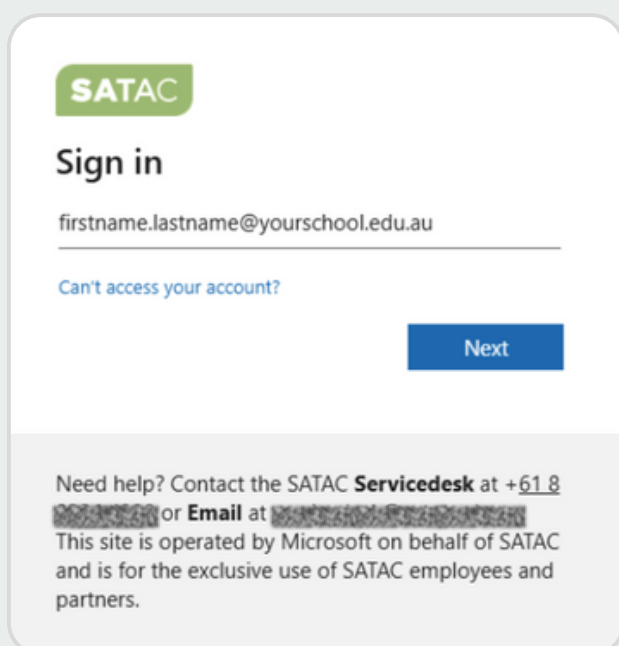 SATAC
Sign in
firstname.lastname@yourschool.edu.au
Can't access your account?
Next
Need help? Contact the SATAC Servicedesk at +61 8
or Email at
This site is operated by Microsoft on behalf of SATAC
and is for the exclusive use of SATAC employees and
partners.